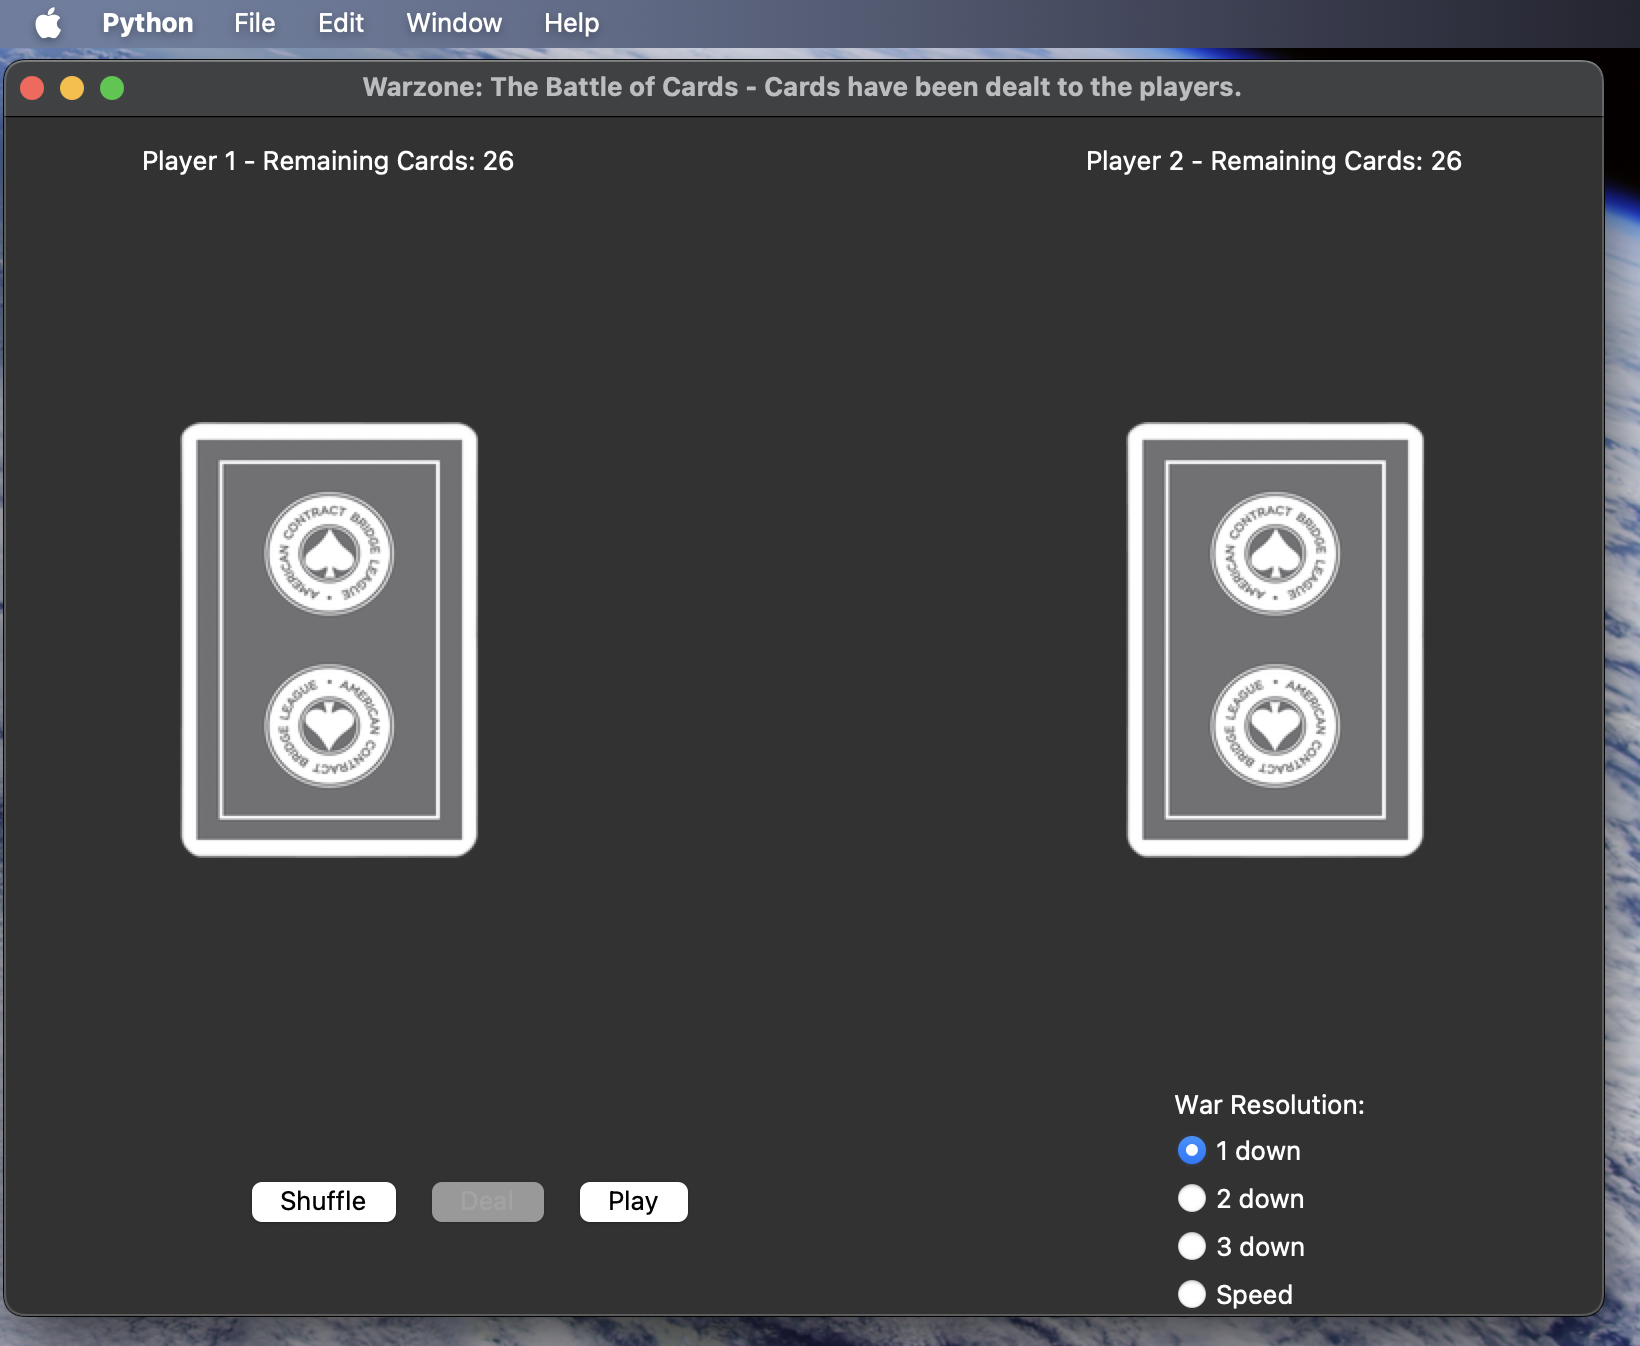 Python File Edit Window Help
Warzone: The Battle of Cards - Cards have been dealt to the players.
Player 1 - Remaining Cards: 26
Player 2 - Remaining Cards: 26
AMERICAN CONTRACT BRIDGE LEAGUE •
AMERICAN CONTRACT BRIDGE LEAGUE •
AMERICAN CONTRACT BRIDGE LEAGUE •
AMERICAN CONTRACT BRIDGE LEAGUE •
War Resolution:
1 down
2 down
3 down
Speed
Shuffle Deal Play